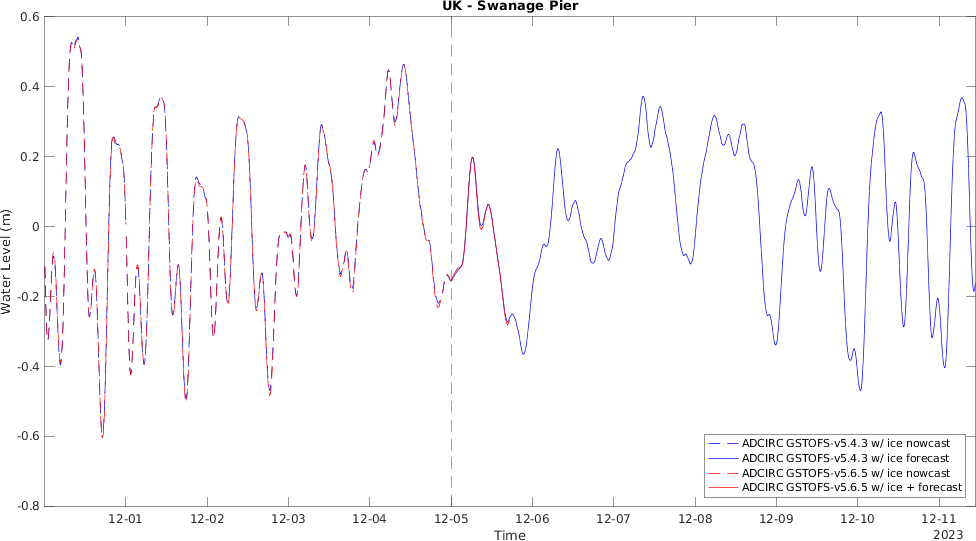 UK - Swanage Pier
Water Level (m)
0.6
0.4
0.2
0
-0.2
-0.4
-0.6
-0.8
12-01
12-02
12-03
12-04
12-05
12-06
12-07
12-08
12-09
12-10
12-11
2023
Time
ADCIRC GSTOFS-v5.4.3 w/ ice nowcast
ADCIRC GSTOFS-v5.4.3 w/ ice forecast
ADCIRC GSTOFS-v5.6.5 w/ ice nowcast
ADCIRC GSTOFS-v5.6.5 w/ ice + forecast